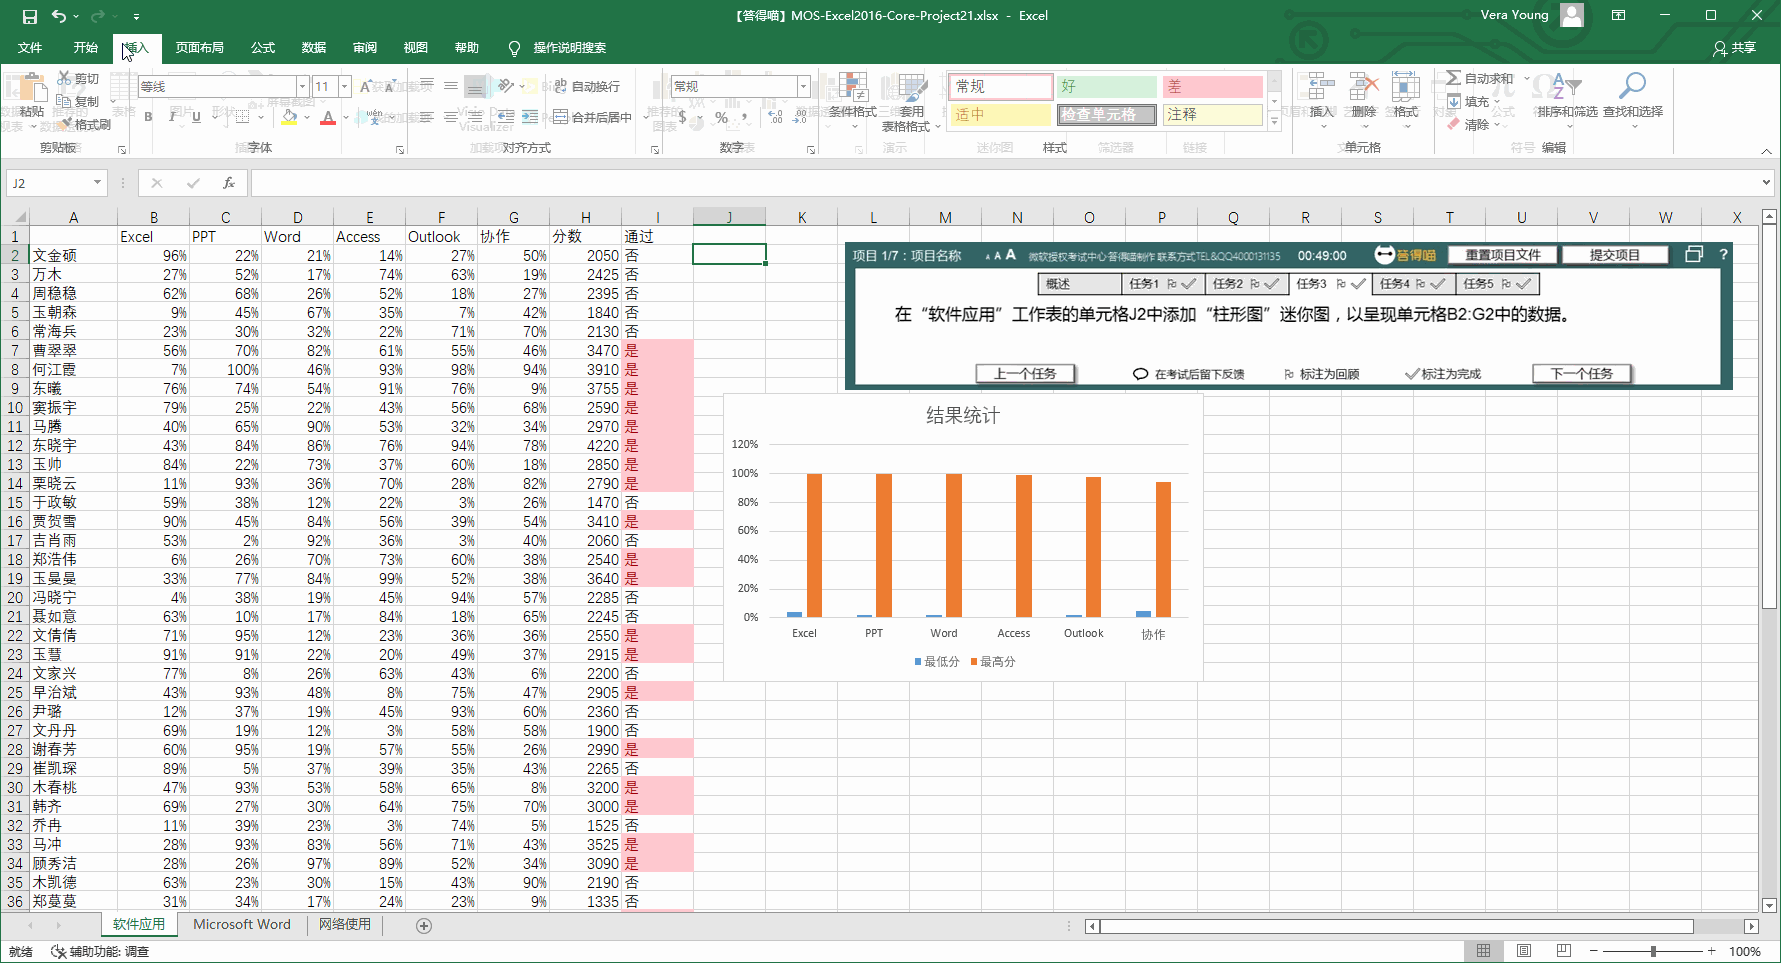 【答得喵】MOS-Excel2016-Core-Project21.xlsx - Excel
Vera Young
文件 开始 插入 页面布局 公式 数据 审阅 视图 帮助 操作说明搜索 共享
剪切
复制
格式刷
粘贴
等线 11
自动换行
合并后居中
常规
条件格式
套用
表格格式
常规 好 差
适中 检查单元格 注释
插入 删除 格式
自动求和
填充
清除
排序和筛选 查找和选择
剪贴板 字体 对齐方式 数字 样式 单元格 编辑
J2
fx
A B C D E F G H I J K L M N O P Q R S T U V W X
1 Excel PPT Word Access Outlook 协作 分数 通过
2 文金硕 96% 22% 21% 14% 27% 50% 2050 否
3 万木 27% 52% 17% 74% 63% 19% 2425 否
4 周稳稳 62% 68% 26% 52% 18% 27% 2395 否
5 玉朝森 9% 45% 67% 35% 7% 42% 1840 否
6 常海兵 23% 30% 32% 22% 71% 70% 2130 否
7 曹翠翠 56% 70% 82% 61% 55% 46% 3470 是
8 何江霞 7% 100% 46% 93% 98% 94% 3910 是
9 东曦 76% 74% 54% 91% 76% 9% 3755 是
10 窦振宇 79% 25% 22% 43% 56% 68% 2590 是
11 马腾 40% 65% 90% 53% 32% 34% 2970 是
12 东晓宇 43% 84% 86% 76% 94% 78% 4220 是
13 玉帅 84% 22% 73% 37% 60% 18% 2850 是
14 栗晓云 11% 93% 36% 70% 28% 82% 2790 是
15 于政敏 59% 38% 12% 22% 3% 26% 1470 否
16 贾贺雪 90% 45% 84% 56% 39% 54% 3410 是
17 吉肖雨 53% 2% 92% 36% 3% 40% 2060 否
18 郑浩伟 6% 26% 70% 73% 60% 38% 2540 是
19 玉曼曼 33% 77% 84% 99% 52% 38% 3640 是
20 冯晓宁 4% 38% 19% 45% 94% 57% 2285 否
21 聂如意 63% 10% 17% 84% 18% 65% 2245 否
22 文倩倩 71% 95% 12% 23% 36% 36% 2550 是
23 玉慧 91% 91% 22% 20% 49% 37% 2915 是
24 文家兴 77% 8% 26% 63% 43% 6% 2200 否
25 早治斌 43% 93% 48% 8% 75% 47% 2905 是
26 尹璐 12% 37% 19% 45% 93% 60% 2360 否
27 文丹丹 69% 19% 12% 3% 58% 58% 1900 否
28 谢春芳 60% 95% 19% 57% 55% 26% 2990 是
29 崔凯琛 89% 5% 37% 39% 35% 43% 2265 否
30 木春桃 47% 93% 53% 58% 65% 8% 3200 是
31 韩齐 69% 27% 30% 64% 75% 70% 3000 是
32 乔冉 11% 39% 23% 3% 74% 5% 1525 否
33 马冲 28% 93% 83% 56% 71% 43% 3525 是
34 顾秀洁 28% 26% 97% 89% 52% 34% 3090 是
35 木凯德 63% 23% 30% 15% 43% 90% 2190 否
36 郑蔓蔓 31% 34% 17% 24% 23% 9% 1335 否
项目 1/7：项目名称 A A A 微软授权考试中心·答得喵制作 联系方式TEL&QQ4000131135 00:49:00 答得喵 重置项目文件 提交项目 ?
概述 任务1 任务2 任务3 任务4 任务5
在“软件应用”工作表的单元格J2中添加“柱形图”迷你图，以呈现单元格B2:G2中的数据。
上一个任务 在考试后留下反馈 标注为回顾 标注为完成 下一个任务
结果统计
120%
100%
80%
60%
40%
20%
0%
Excel PPT Word Access Outlook 协作
最低分 最高分
软件应用 Microsoft Word 网络使用
就绪 辅助功能: 调查 100%